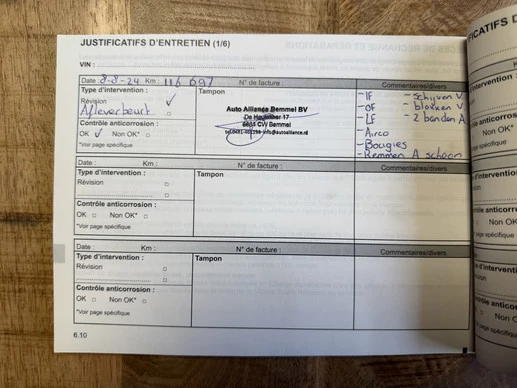 JUSTIFICATIFS D'ENTRETIEN (1/6)
VIN :
Date : 8-8-24 Km : 116 097 N° de facture : Commentaires/divers
Type d'intervention :
Révision
Afleverbeurt
Contrôle anticorrosion :
OK ✓ Non OK*
*Voir page spécifique
Tampon
Auto Alliance Bemmel BV
De Houtakker 17
6681 CW Bemmel
- IF - schijven V
- OF - blokken V
- LF - 2 banden A
- Airco
- Bougies
- Remmen A schoon
Date : Km : N° de facture : Commentaires/divers
Type d'intervention :
Révision
Contrôle anticorrosion :
OK Non OK*
*Voir page spécifique
Tampon
Date : Km : N° de facture : Commentaires/divers
Type d'intervention :
Révision
Contrôle anticorrosion :
OK Non OK*
*Voir page spécifique
Tampon
6.10